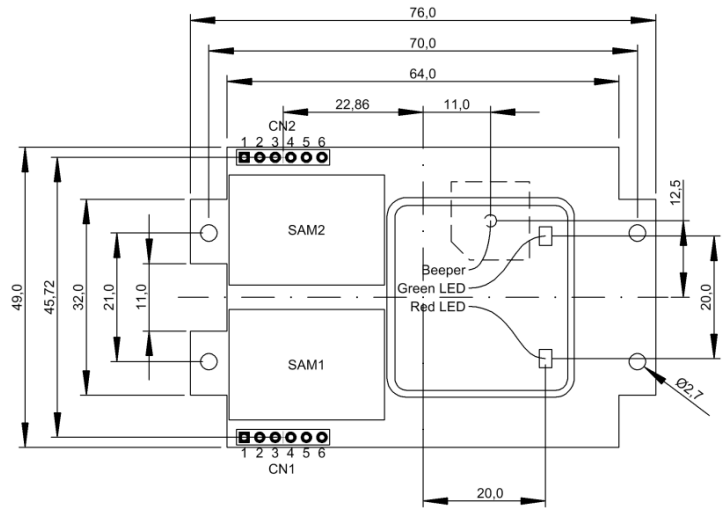 76,0
70,0
64,0
22,86
11,0
CN2
1 2 3 4 5 6
12,5
SAM2
Beeper
Green LED
Red LED
49,0
45,72
32,0
21,0
11,0
20,0
SAM1
Ø2,7
1 2 3 4 5 6
CN1
20,0